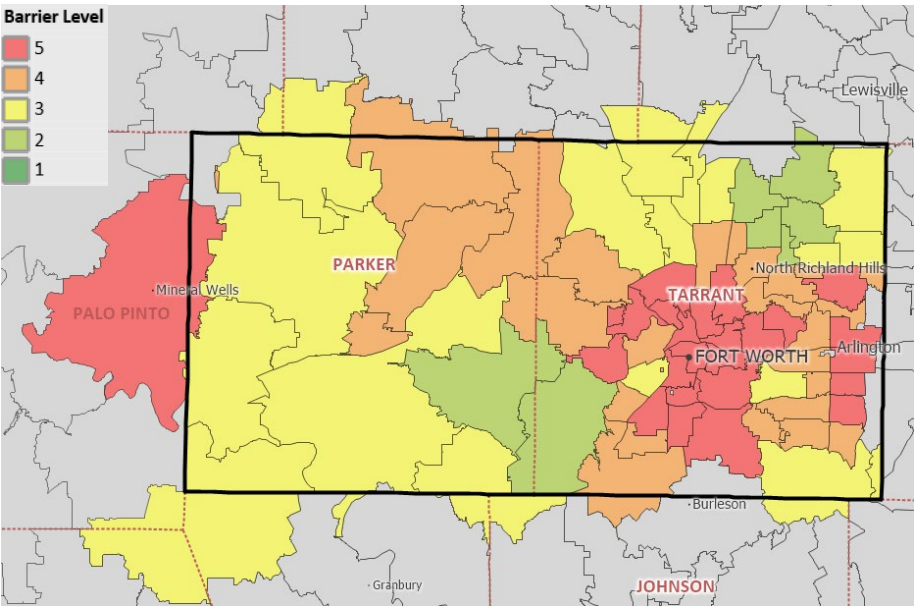 Barrier Level
5
4
3
2
1
Lewisville
PARKER
North Richland Hills
TARRANT
Mineral Wells
PALO PINTO
FORT WORTH
Arlington
Burleson
Granbury
JOHNSON